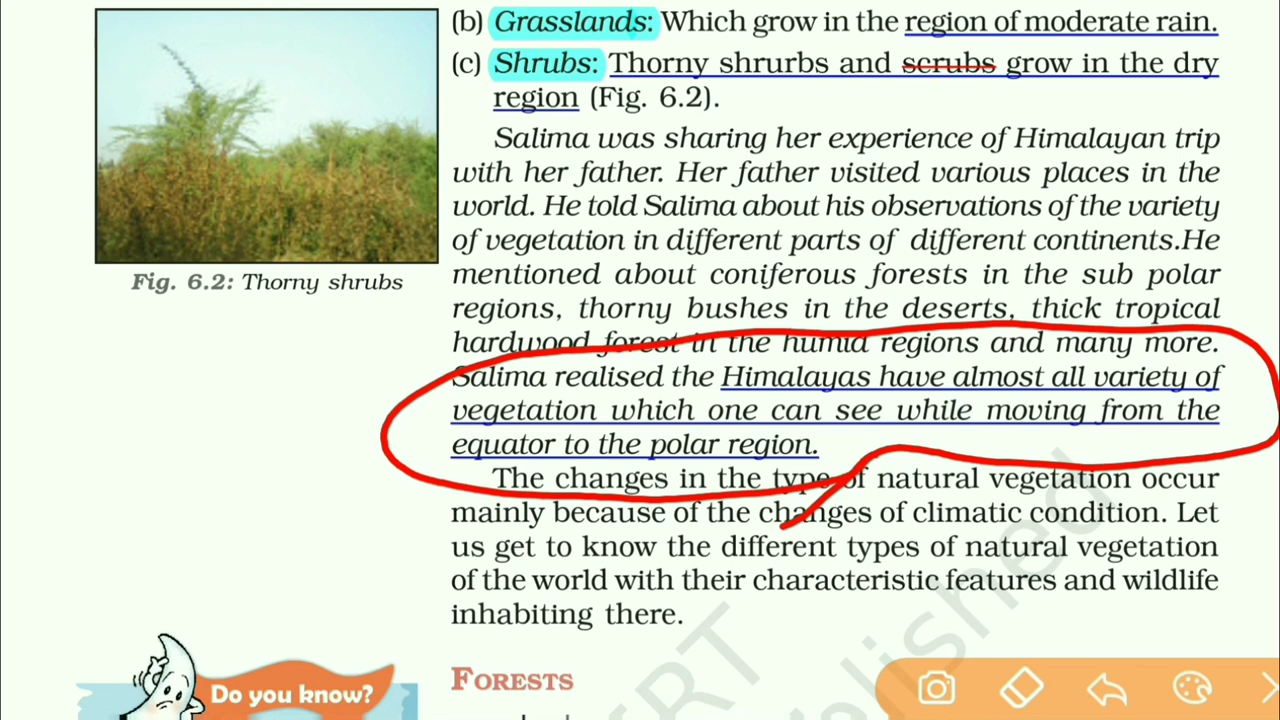 (b) Grasslands: Which grow in the region of moderate rain.
(c) Shrubs: Thorny shrurbs and scrubs grow in the dry
region (Fig. 6.2).
Salima was sharing her experience of Himalayan trip
with her father. Her father visited various places in the
world. He told Salima about his observations of the variety
of vegetation in different parts of different continents.He
mentioned about coniferous forests in the sub polar
regions, thorny bushes in the deserts, thick tropical
hardwood forest in the humid regions and many more.
Salima realised the Himalayas have almost all variety of
vegetation which one can see while moving from the
equator to the polar region.
The changes in the type of natural vegetation occur
mainly because of the changes of climatic condition. Let
us get to know the different types of natural vegetation
of the world with their characteristic features and wildlife
inhabiting there.
FORESTS
Fig. 6.2: Thorny shrubs
Do you know?